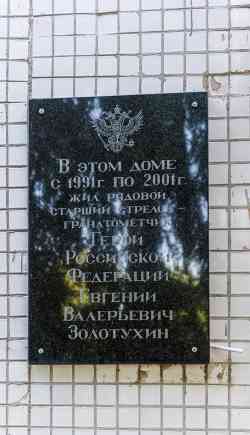 В этом доме
с 1991г. по 2001г.
жил рядовой
старший стрелок –
гранатометчик
Герой
Российской
Федерации
Евгений
Валерьевич
Золотухин